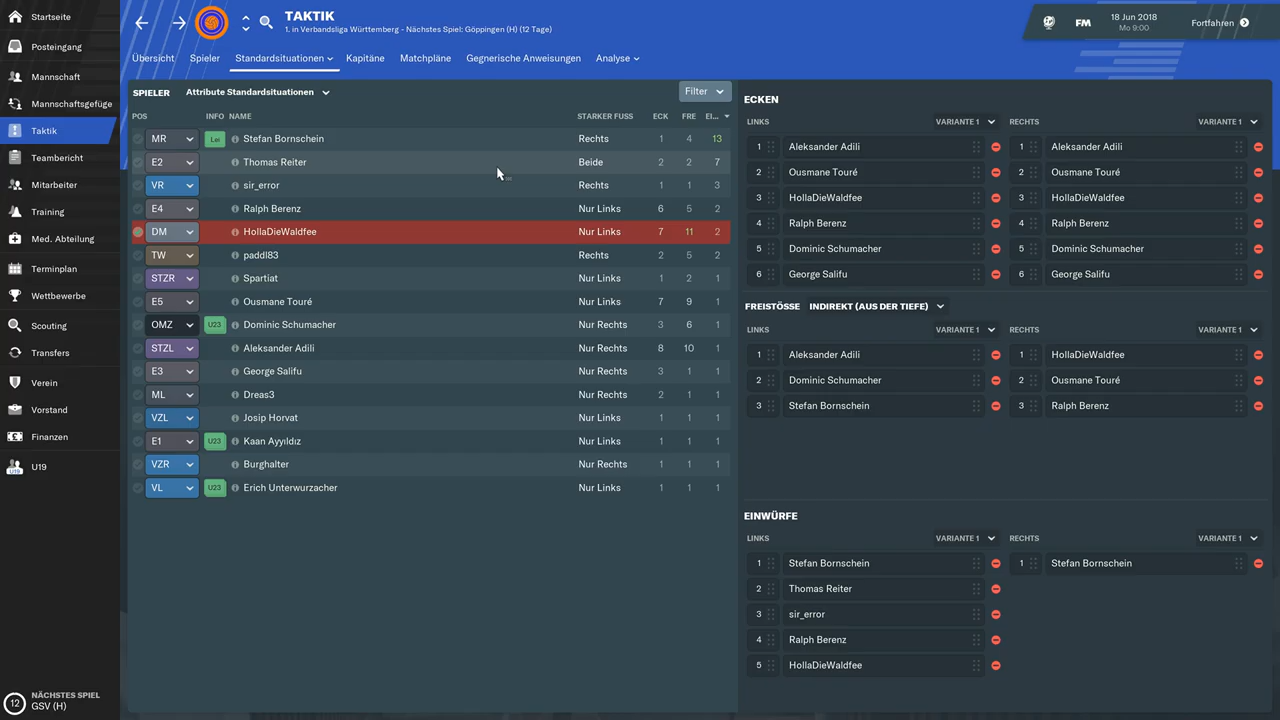 Startseite
Posteingang
Mannschaft
Mannschaftsgefüge
Taktik
Teambericht
Mitarbeiter
Training
Med. Abteilung
Terminplan
Wettbewerbe
Scouting
Transfers
Verein
Vorstand
Finanzen
U19
U19
12
NÄCHSTES SPIEL
GSV (H)
TAKTIK
1. in Verbandsliga Württemberg - Nächstes Spiel: Göppingen (H) (12 Tage)
FM
18 Jun 2018
Mo 9:00
Fortfahren
Übersicht Spieler Standardsituationen Kapitäne Matchpläne Gegnerische Anweisungen Analyse
SPIELER Attribute Standardsituationen Filter
POS INFO NAME STARKER FUSS ECK FRE EI...
MR Lei Stefan Bornschein Rechts 1 4 13
E2 Thomas Reiter Beide 2 2 7
VR sir_error Rechts 1 1 3
E4 Ralph Berenz Nur Links 6 5 2
DM HollaDieWaldfee Nur Links 7 11 2
TW paddl83 Rechts 2 5 2
STZR Spartiat Nur Links 1 2 1
E5 Ousmane Touré Nur Links 7 9 1
OMZ U23 Dominic Schumacher Nur Rechts 3 6 1
STZL Aleksander Adili Nur Rechts 8 10 1
E3 George Salifu Nur Rechts 3 1 1
ML Dreas3 Nur Rechts 2 1 1
VZL Josip Horvat Nur Links 1 1 1
E1 U23 Kaan Ayyıldız Nur Links 1 1 1
VZR Burghalter Nur Rechts 1 1 1
VL U23 Erich Unterwurzacher Nur Links 1 1 1
ECKEN
LINKS VARIANTE 1 RECHTS VARIANTE 1
1 Aleksander Adili 1 Aleksander Adili
2 Ousmane Touré 2 Ousmane Touré
3 HollaDieWaldfee 3 HollaDieWaldfee
4 Ralph Berenz 4 Ralph Berenz
5 Dominic Schumacher 5 Dominic Schumacher
6 George Salifu 6 George Salifu
FREISTÖSSE INDIREKT (AUS DER TIEFE)
LINKS VARIANTE 1 RECHTS VARIANTE 1
1 Aleksander Adili 1 HollaDieWaldfee
2 Dominic Schumacher 2 Ousmane Touré
3 Stefan Bornschein 3 Ralph Berenz
EINWÜRFE
LINKS VARIANTE 1 RECHTS VARIANTE 1
1 Stefan Bornschein 1 Stefan Bornschein
2 Thomas Reiter
3 sir_error
4 Ralph Berenz
5 HollaDieWaldfee